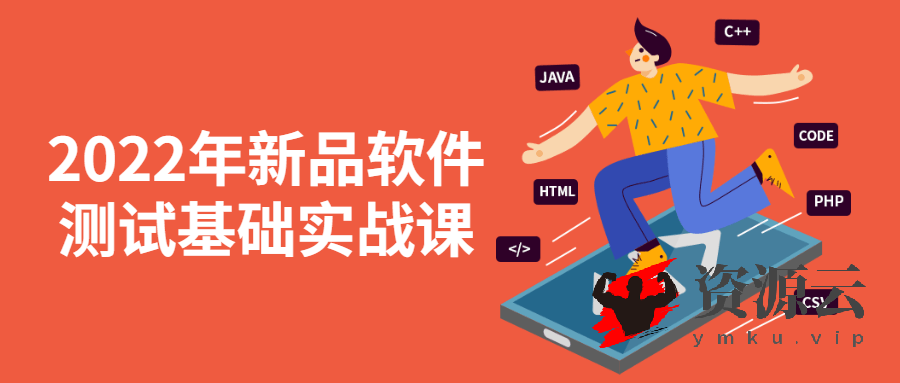 2022年新品软件
测试基础实战课
C++
JAVA
CODE
HTML
PHP
</>
CSV
资源云
ymku.vip